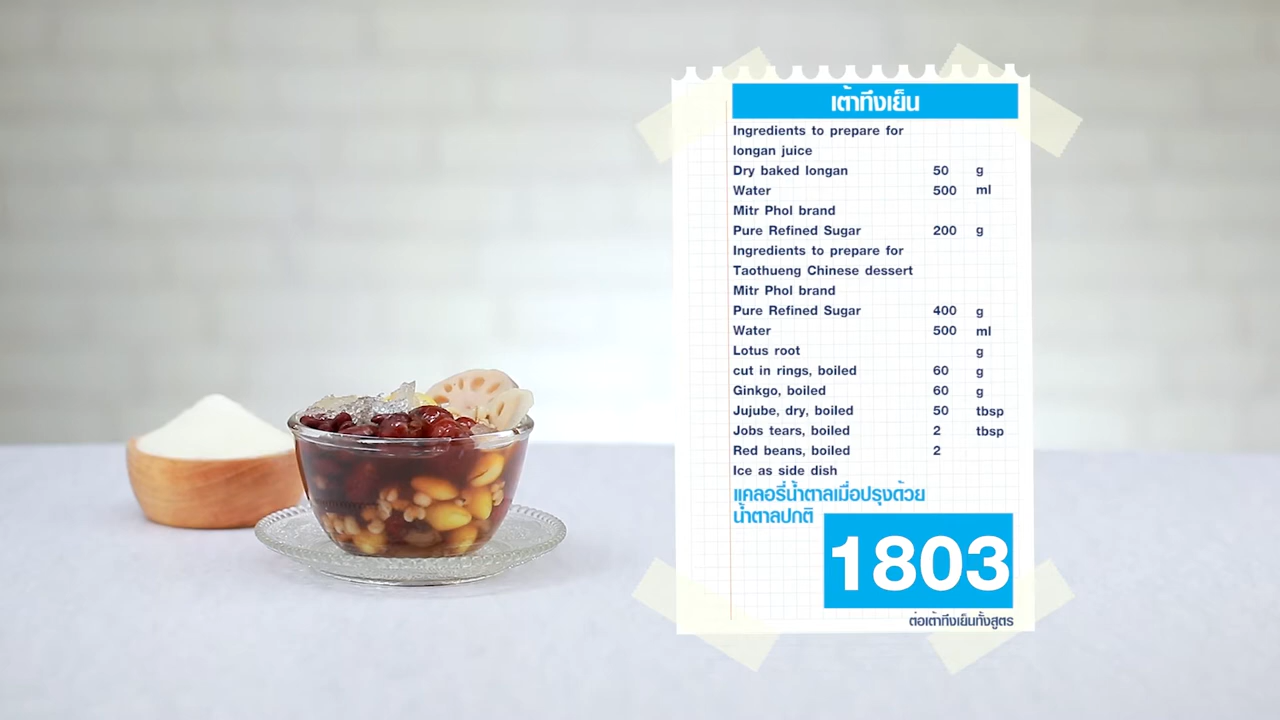 เต้าทึงเย็น
Ingredients to prepare for
longan juice
Dry baked longan 50 g
Water 500 ml
Mitr Phol brand
Pure Refined Sugar 200 g
Ingredients to prepare for
Taothueng Chinese dessert
Mitr Phol brand
Pure Refined Sugar 400 g
Water 500 ml
Lotus root g
cut in rings, boiled 60 g
Ginkgo, boiled 60 g
Jujube, dry, boiled 50 tbsp
Jobs tears, boiled 2 tbsp
Red beans, boiled 2
Ice as side dish
แคลอรี่น้ำตาลเมื่อปรุงด้วย
น้ำตาลปกติ
1803
ต่อเต้าทึงเย็นทั้งสูตร